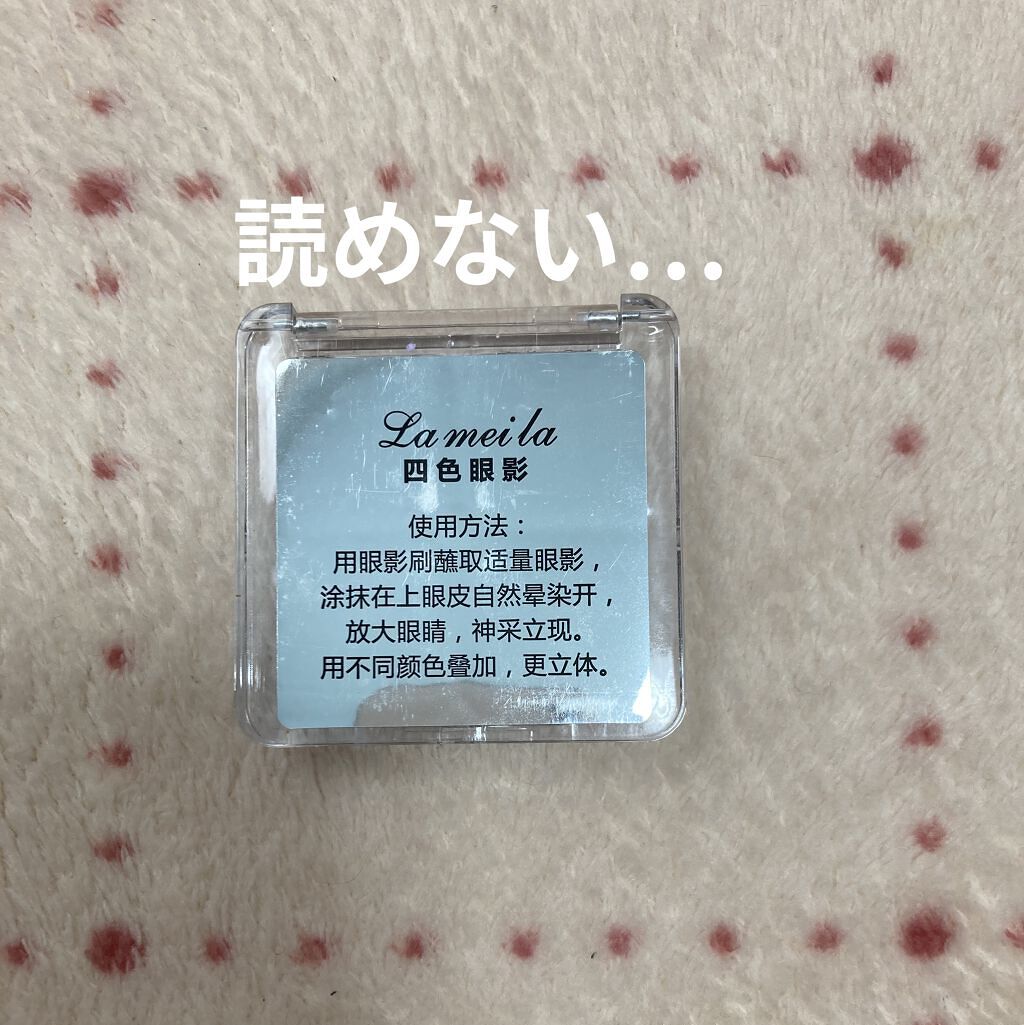 読めない...
La mei la
四色眼影
使用方法：
用眼影刷蘸取适量眼影，
涂抹在上眼皮自然晕染开，
放大眼睛，神采立现。
用不同颜色叠加，更立体。